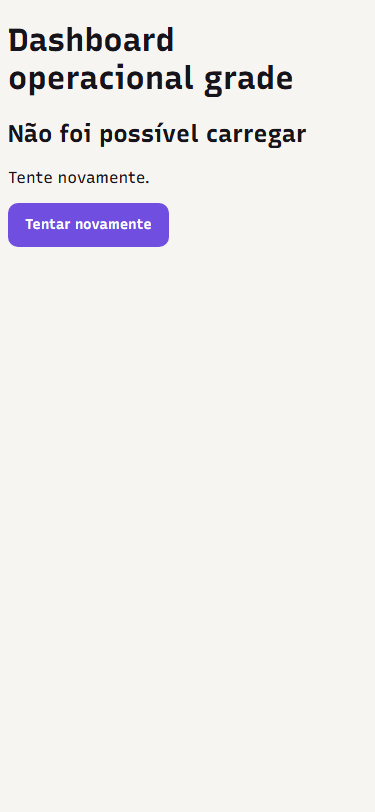 Dashboard
operacional grade
Não foi possível carregar
Tente novamente.
Tentar novamente